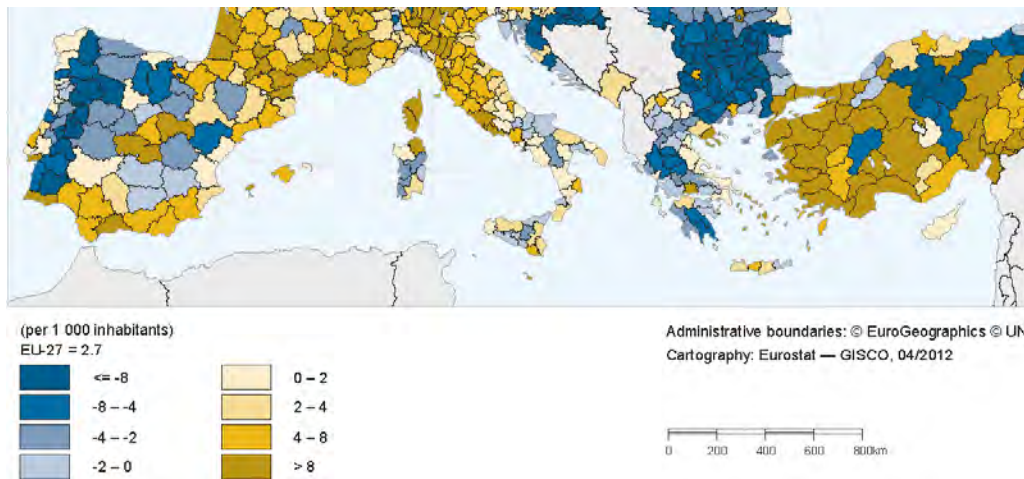 (per 1 000 inhabitants)
EU-27 = 2.7
<= -8
-8 – -4
-4 – -2
-2 – 0
0 – 2
2 – 4
4 – 8
> 8
Administrative boundaries: © EuroGeographics © UN
Cartography: Eurostat — GISCO, 04/2012
0 200 400 600 800km